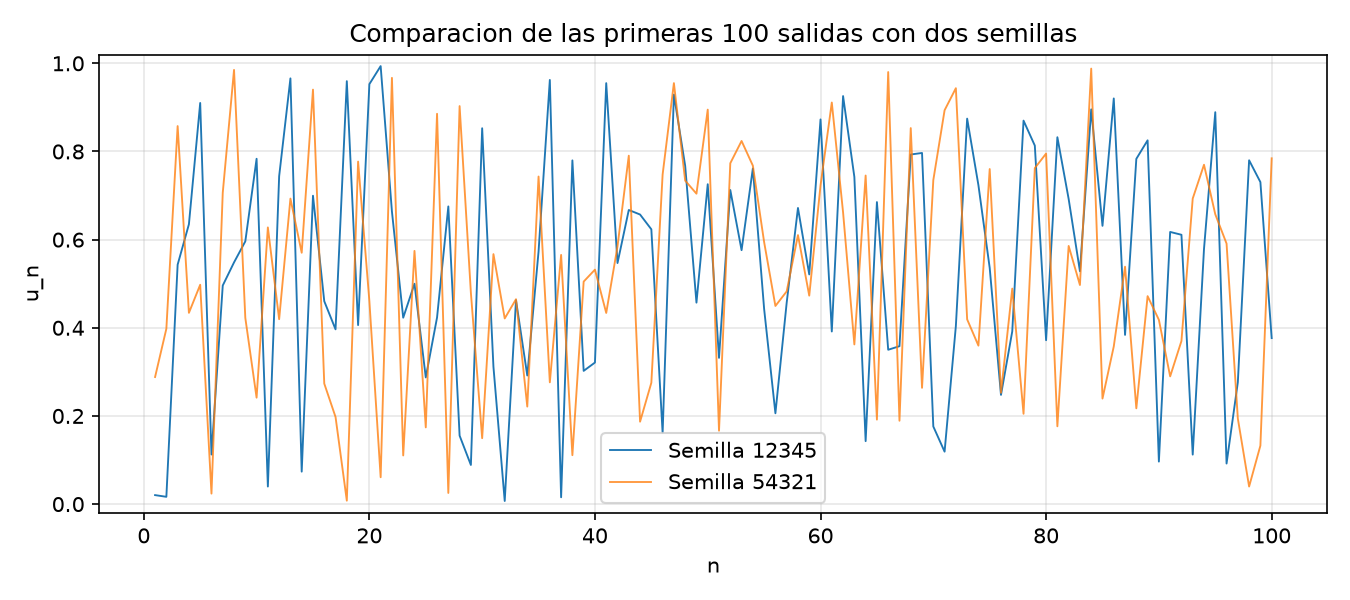 Comparacion de las primeras 100 salidas con dos semillas
1.0
0.8
0.6
0.4
0.2
0.0
u_n
Semilla 12345
Semilla 54321
0 20 40 60 80 100
n